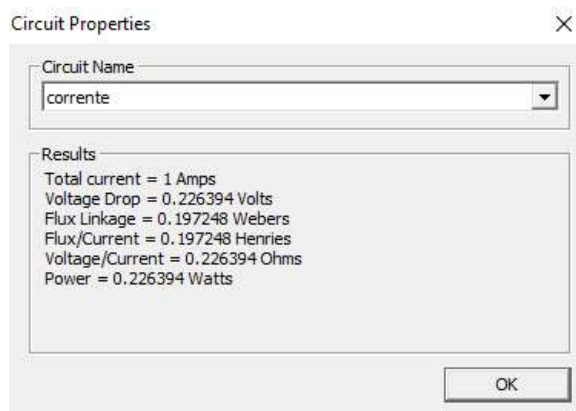 Circuit Properties
Circuit Name
corrente
Results
Total current = 1 Amps
Voltage Drop = 0.226394 Volts
Flux Linkage = 0.197248 Webers
Flux/Current = 0.197248 Henries
Voltage/Current = 0.226394 Ohms
Power = 0.226394 Watts
OK